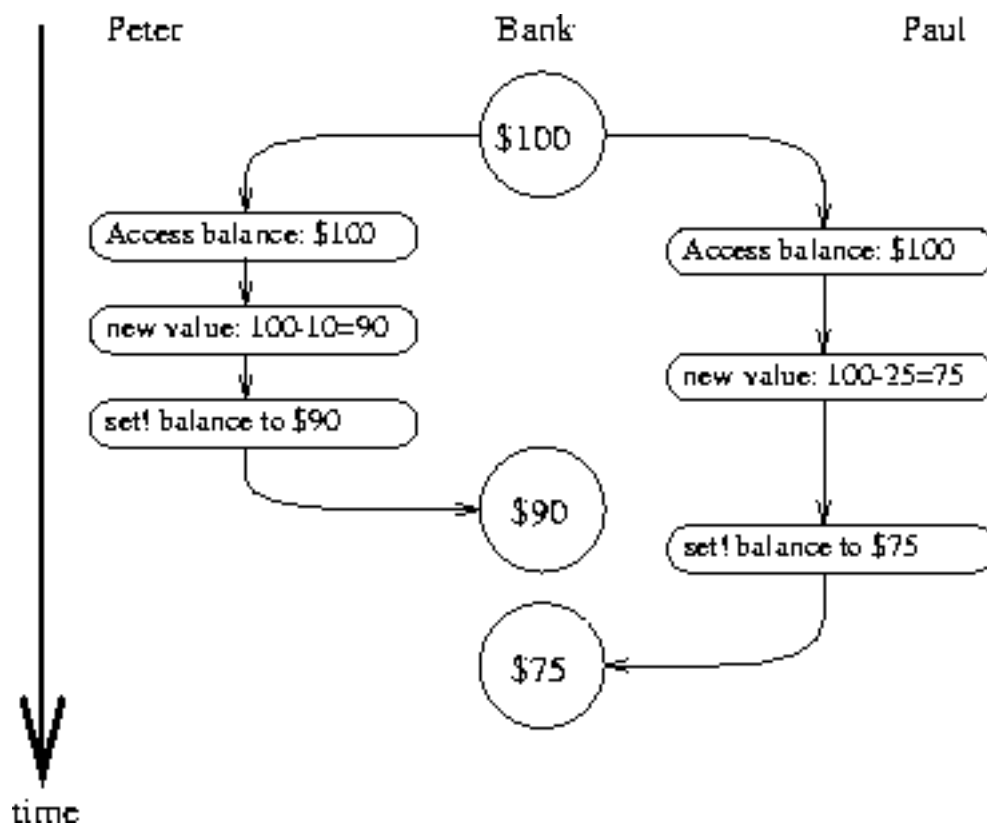 Peter Bank Paul
$100
Access balance: $100
Access balance: $100
new value: 100-10=90
new value: 100-25=75
set! balance to $90
$90
set! balance to $75
$75
time